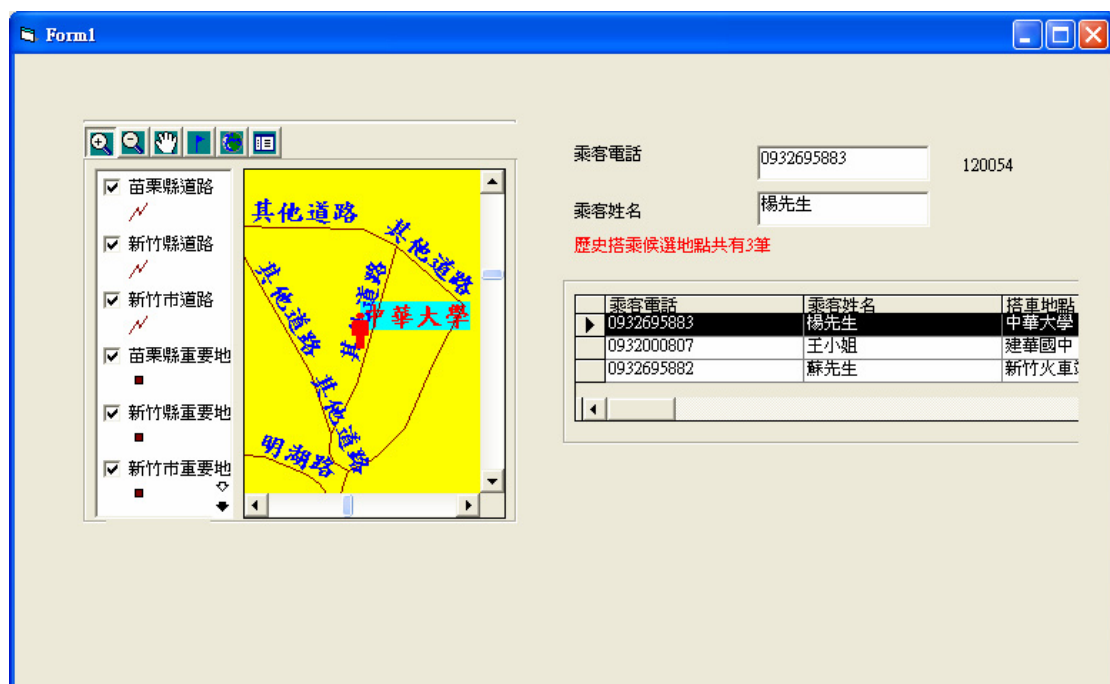 Form1
苗栗縣道路
新竹縣道路
新竹市道路
苗栗縣重要地
新竹縣重要地
新竹市重要地
其他道路
其他道路
其他道路
其他道路
中華大學
其他道路
明湖路
乘客電話
0932695883
120054
乘客姓名
楊先生
歷史搭乘候選地點共有3筆
乘客電話 乘客姓名 搭車地點
0932695883 楊先生 中華大學
0932000807 王小姐 建華國中
0932695882 蘇先生 新竹火車